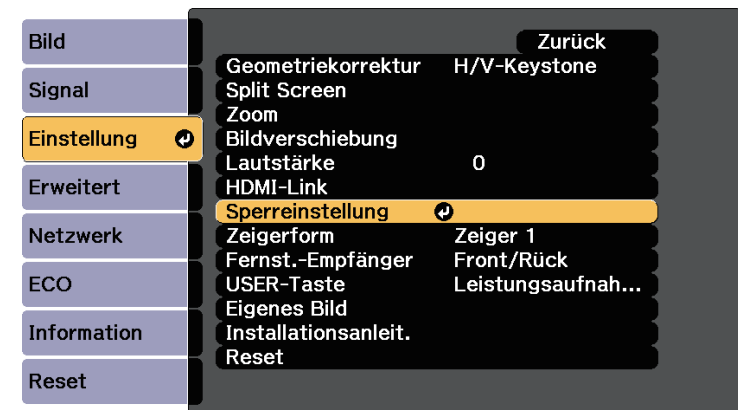 Bild
Signal
Einstellung
Erweitert
Netzwerk
ECO
Information
Reset
Zurück
Geometriekorrektur H/V-Keystone
Split Screen
Zoom
Bildverschiebung
Lautstärke 0
HDMI-Link
Sperreinstellung
Zeigerform Zeiger 1
Fernst.-Empfänger Front/Rück
USER-Taste Leistungsaufnah...
Eigenes Bild
Installationsanleit.
Reset